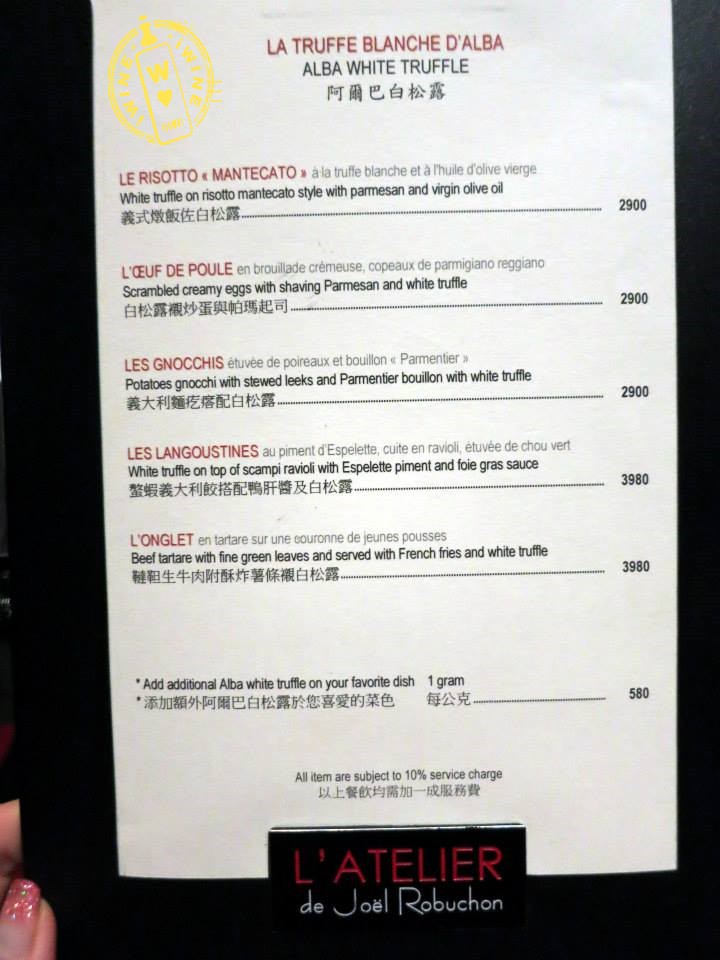 IWINE
IWINE
W
LA TRUFFE BLANCHE D'ALBA
ALBA WHITE TRUFFLE
阿爾巴白松露
LE RISOTTO « MANTECATO » à la truffe blanche et à l'huile d'olive vierge
White truffle on risotto mantecato style with parmesan and virgin olive oil
義式燉飯佐白松露 2900
L'ŒUF DE POULE en brouillade crémeuse, copeaux de parmigiano reggiano
Scrambled creamy eggs with shaving Parmesan and white truffle
白松露襯炒蛋與帕瑪起司 2900
LES GNOCCHIS étuvée de poireaux et bouillon « Parmentier »
Potatoes gnocchi with stewed leeks and Parmentier bouillon with white truffle
義大利麵疙瘩配白松露 2900
LES LANGOUSTINES au piment d'Espelette, cuite en ravioli, étuvée de chou vert
White truffle on top of scampi ravioli with Espelette piment and foie gras sauce
螯蝦義大利餃搭配鴨肝醬及白松露 3980
L'ONGLET en tartare sur une couronne de jeunes pousses
Beef tartare with fine green leaves and served with French fries and white truffle
韃靼生牛肉附酥炸薯條襯白松露 3980
* Add additional Alba white truffle on your favorite dish 1 gram
* 添加額外阿爾巴白松露於您喜愛的菜色 每公克 580
All item are subject to 10% service charge
以上餐飲均需加一成服務費
L'ATELIER
de Joël Robuchon